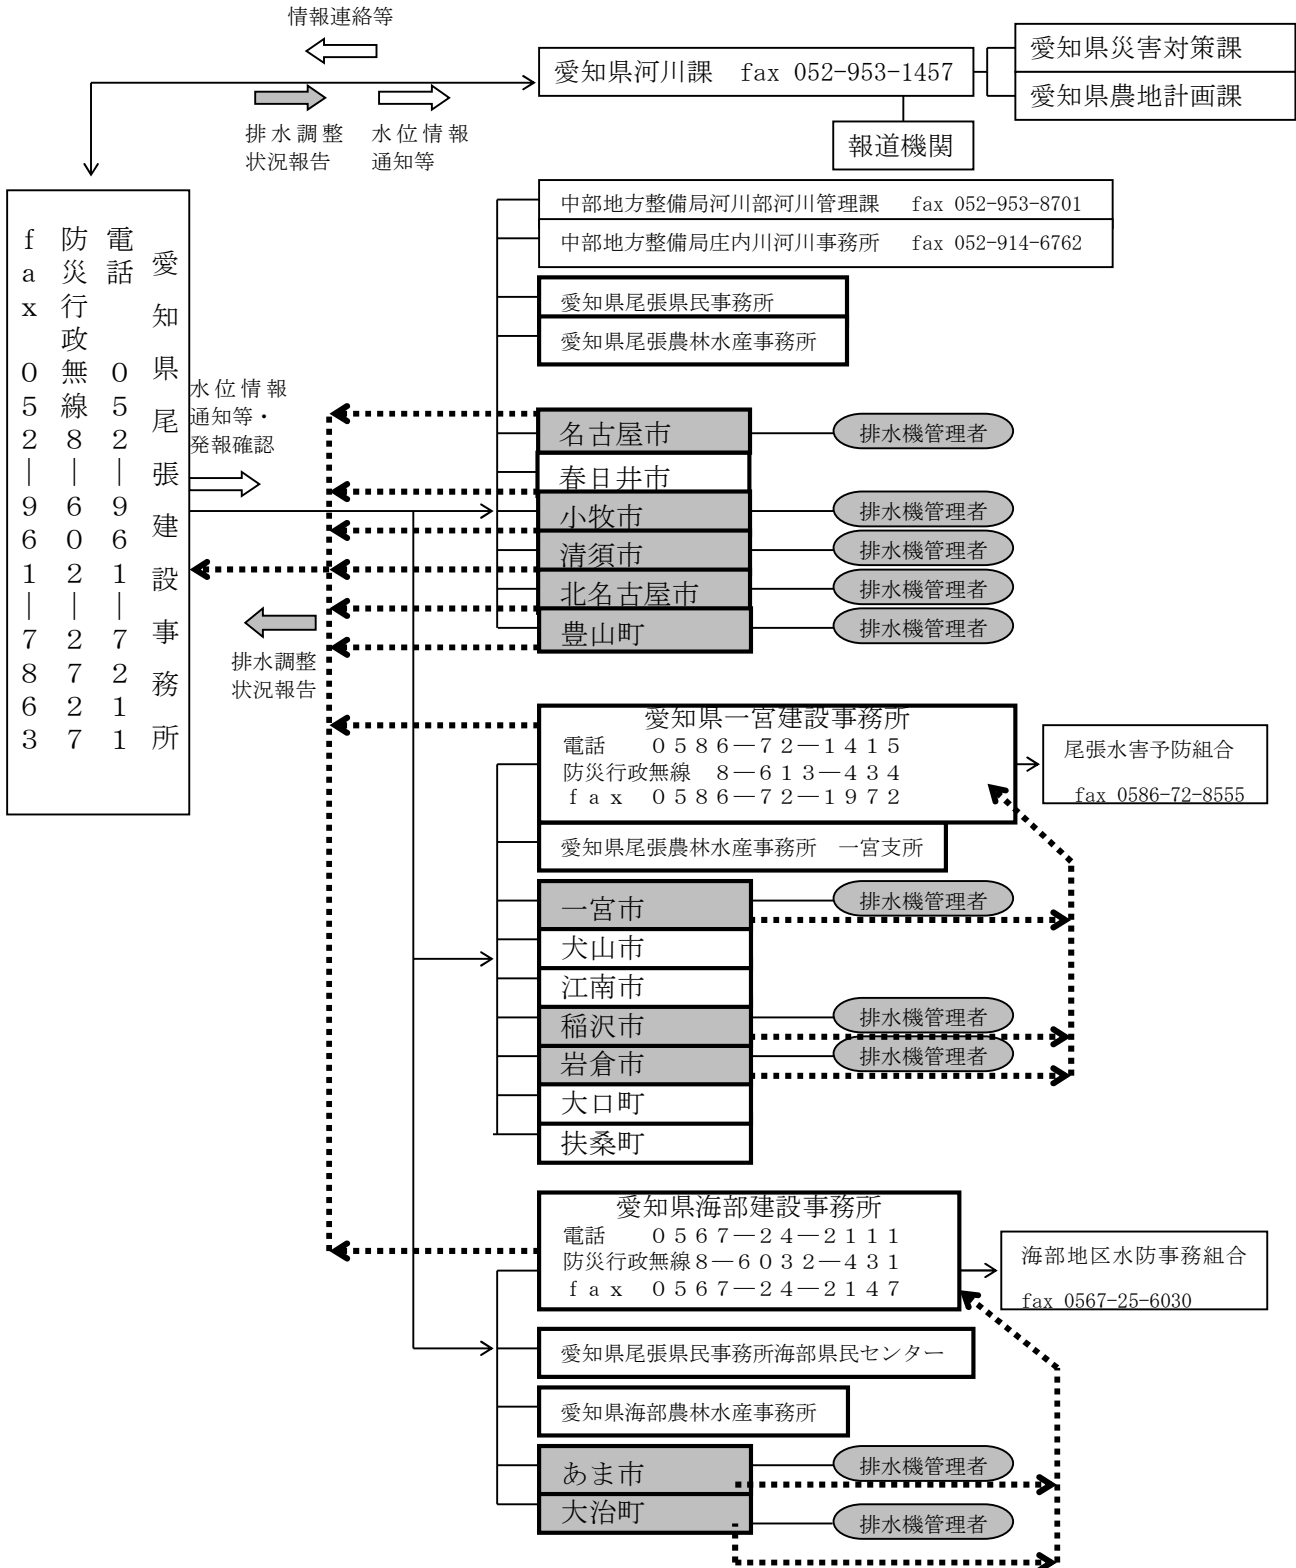 情報連絡等
愛知県河川課　fax 052-953-1457
愛知県災害対策課
愛知県農地計画課
報道機関
排水調整
状況報告
水位情報
通知等
愛知県尾張建設事務所
電話　０５２―９６１―７２１１
防災行政無線８―６０２―２７２７
ｆａｘ　０５２―９６１―７８６３
中部地方整備局河川部河川管理課　fax 052-953-8701
中部地方整備局庄内川河川事務所　fax 052-914-6762
愛知県尾張県民事務所
愛知県尾張農林水産事務所
水位情報
通知等・
発報確認
名古屋市
排水機管理者
春日井市
小牧市
排水機管理者
清須市
排水機管理者
北名古屋市
排水機管理者
豊山町
排水機管理者
排水調整
状況報告
愛知県一宮建設事務所
電話　０５８６―７２―１４１５
防災行政無線　８―６１３―４３４
ｆａｘ　０５８６―７２―１９７２
尾張水害予防組合
fax 0586-72-8555
愛知県尾張農林水産事務所　一宮支所
一宮市
排水機管理者
犬山市
江南市
稲沢市
排水機管理者
岩倉市
排水機管理者
大口町
扶桑町
愛知県海部建設事務所
電話　０５６７―２４―２１１１
防災行政無線８―６０３２―４３１
ｆａｘ　０５６７―２４―２１４７
海部地区水防事務組合
fax 0567-25-6030
愛知県尾張県民事務所海部県民センター
愛知県海部農林水産事務所
あま市
排水機管理者
大治町
排水機管理者